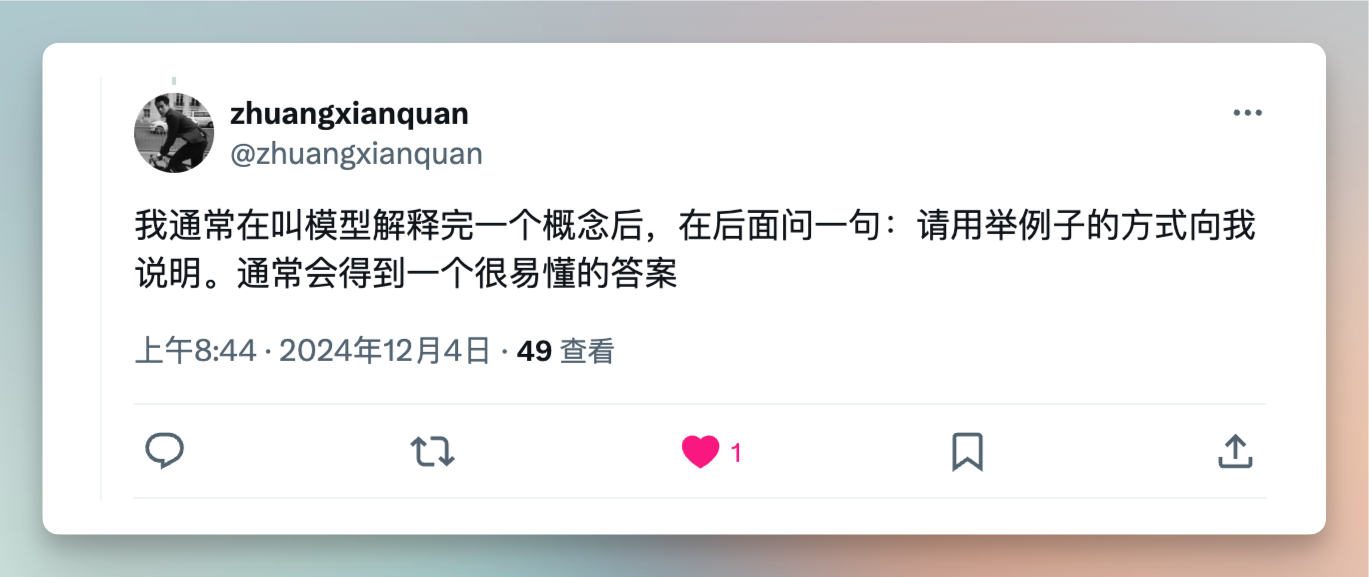 zhuangxianquan
@zhuangxianquan
我通常在叫模型解释完一个概念后，在后面问一句：请用举例子的方式向我
说明。通常会得到一个很易懂的答案
上午8:44 · 2024年12月4日 · 49 查看
1